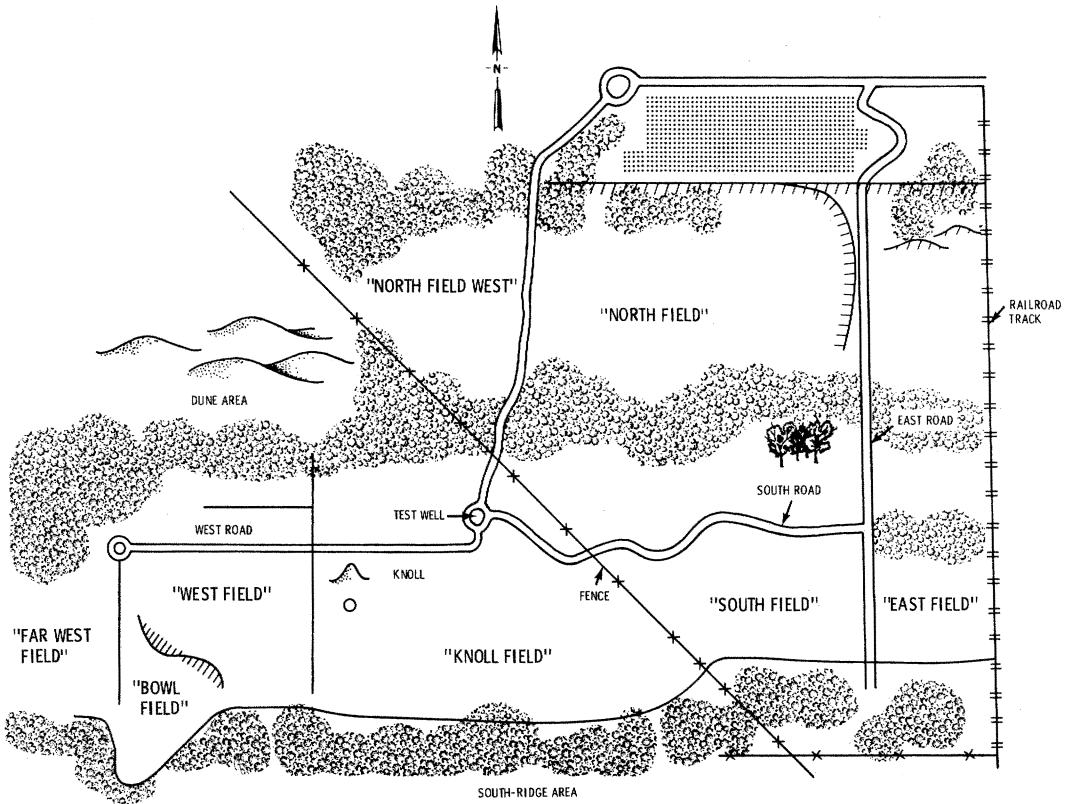 -N-
"NORTH FIELD WEST"
"NORTH FIELD"
RAILROAD
TRACK
DUNE AREA
EAST ROAD
SOUTH ROAD
TEST WELL
WEST ROAD
KNOLL
"WEST FIELD"
FENCE
"SOUTH FIELD"
"EAST FIELD"
"FAR WEST
FIELD"
"KNOLL FIELD"
"BOWL
FIELD"
SOUTH-RIDGE AREA